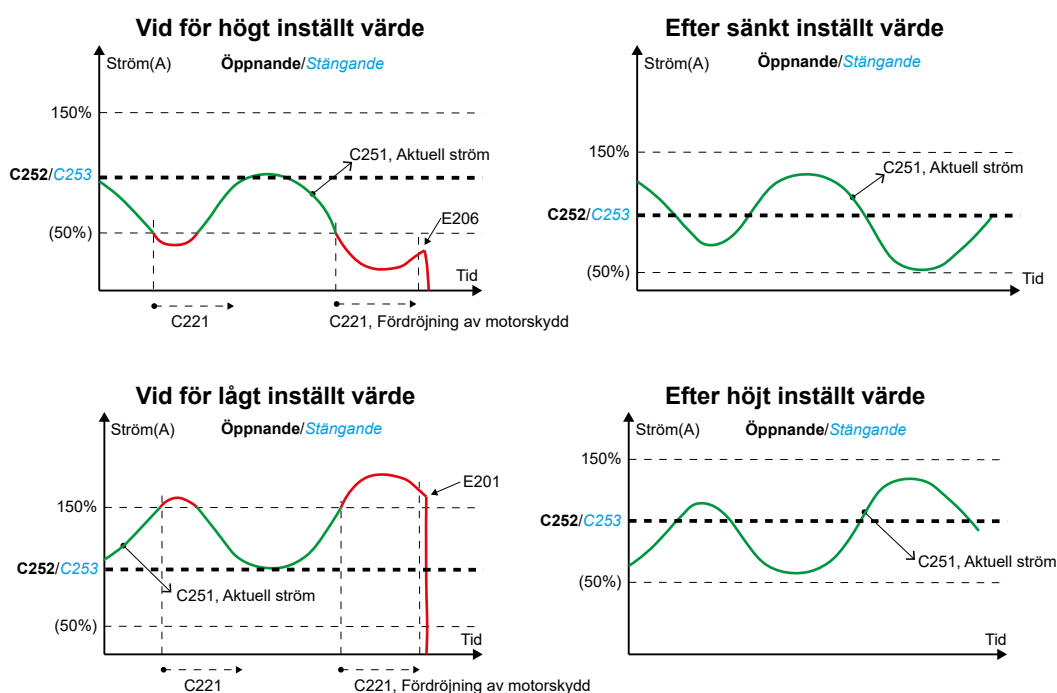 Vid för högt inställt värde
Ström(A)
Öppnande/Stängande
150%
C251, Aktuell ström
C252/C253
E206
(50%)
Tid
C221
C221, Fördröjning av motorskydd
Efter sänkt inställt värde
Ström(A)
Öppnande/Stängande
150%
C251, Aktuell ström
C252/C253
(50%)
Tid
Vid för lågt inställt värde
Ström(A)
Öppnande/Stängande
E201
150%
C252/C253
C251, Aktuell ström
(50%)
Tid
C221
C221, Fördröjning av motorskydd
Efter höjt inställt värde
Ström(A)
Öppnande/Stängande
150%
C252/C253
C251, Aktuell ström
(50%)
Tid